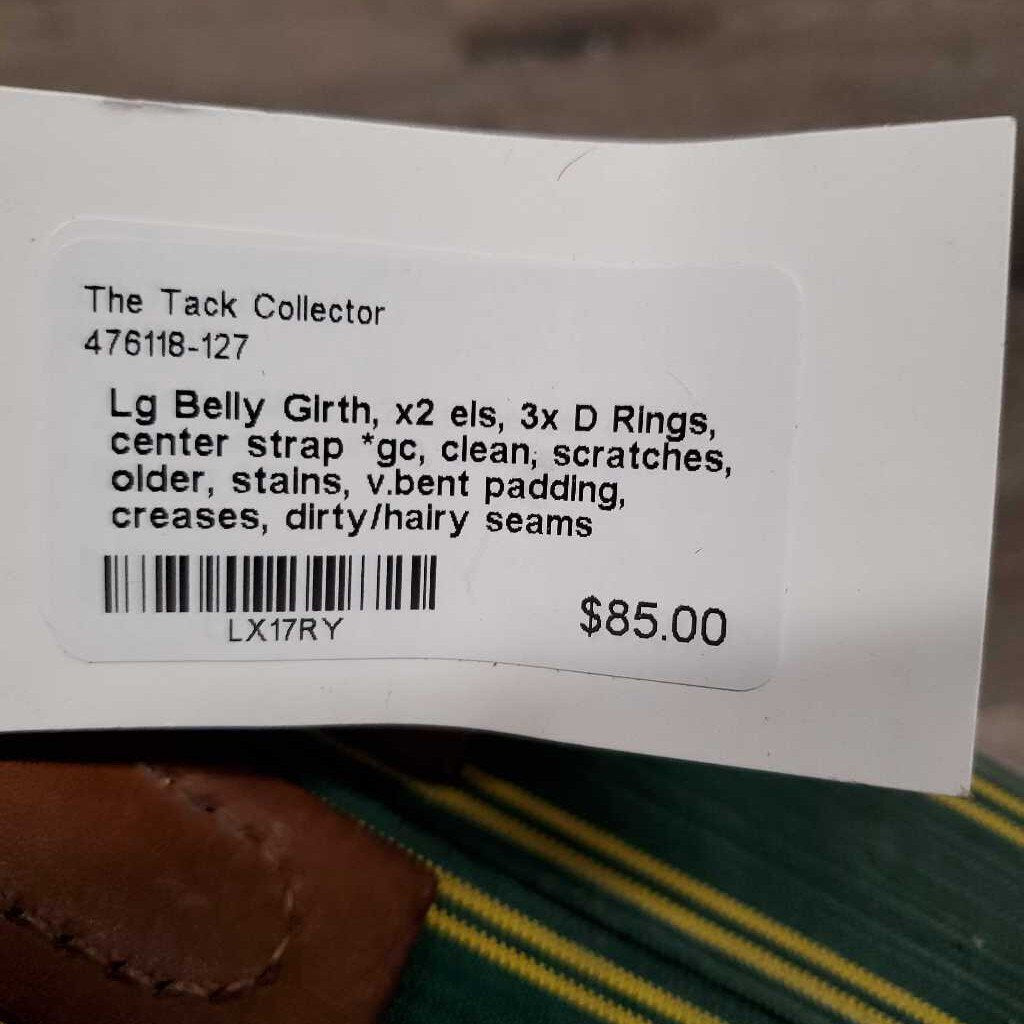 The Tack Collector
476118-127
Lg Belly Girth, x2 els, 3x D Rings,
center strap *gc, clean, scratches,
older, stains, v.bent padding,
creases, dirty/hairy seams
LX17RY
$85.00